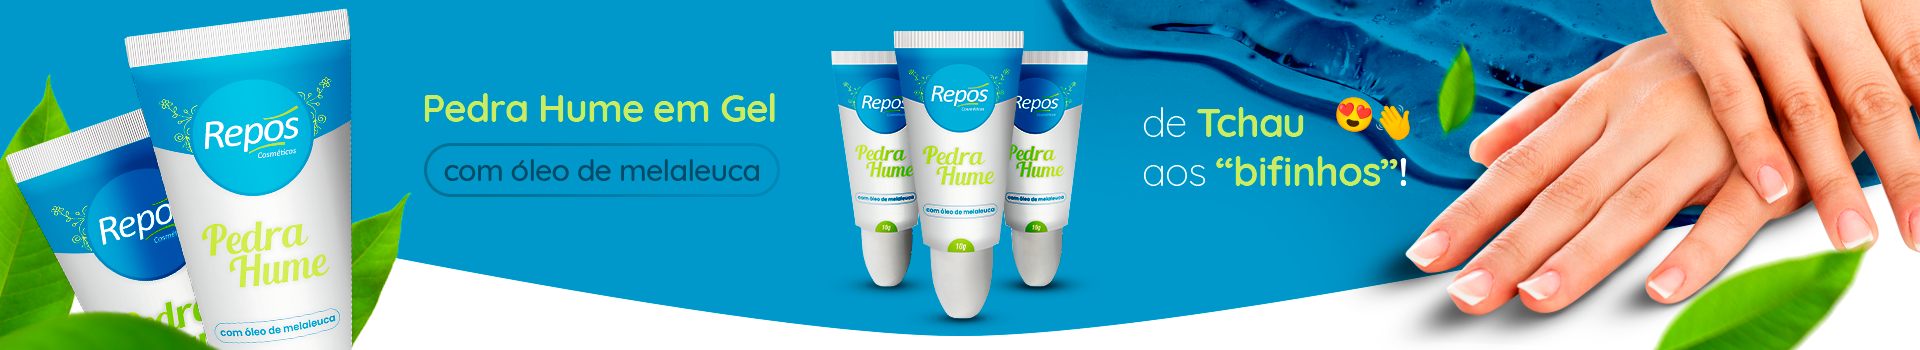 Repos
Cosméticos
Pedra
Hume
com óleo de melaleuca
Repos
Cosméticos
Pedra Hume em Gel
com óleo de melaleuca
Repos
Pedra
Hume
com óleo de melaleuca
10g
Repos
Cosméticos
Pedra
Hume
com óleo de melaleuca
10g
Repos
Pedra
Hume
com óleo de melaleuca
10g
de Tchau
aos “bifinhos”!